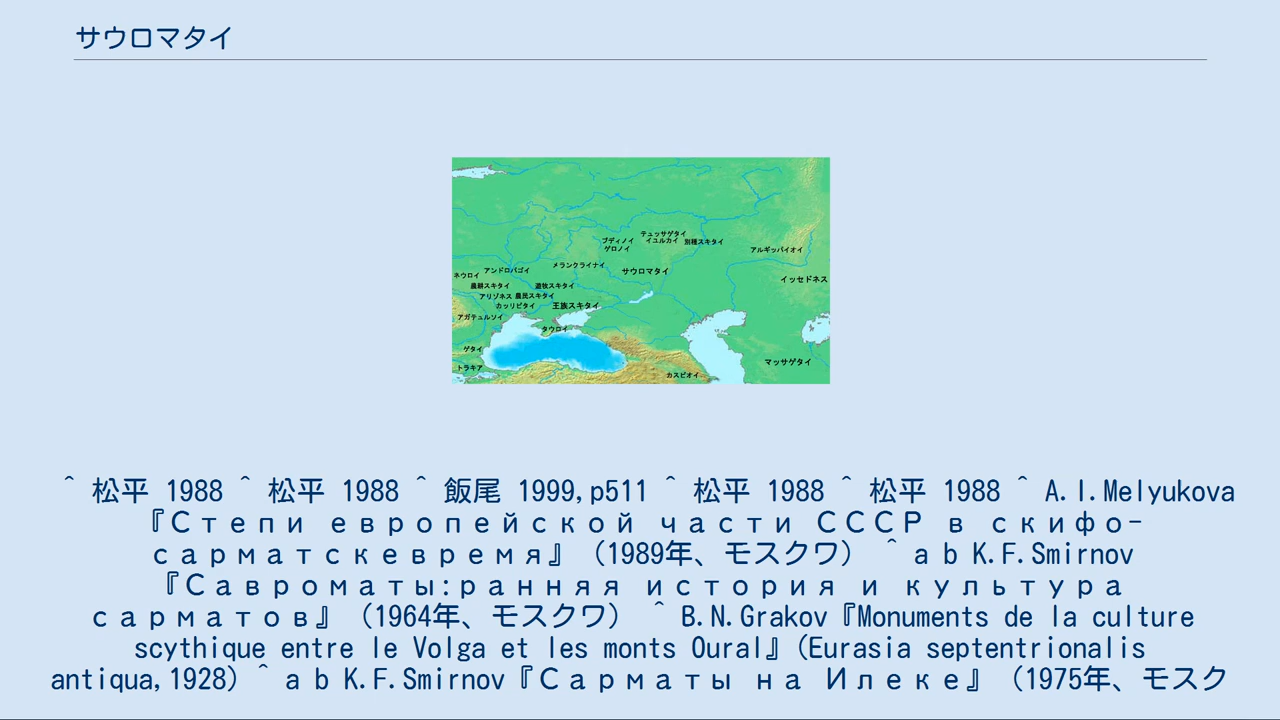 サウロマタイ
テュッサゲタイ
ブディノイ イユルカイ 別種スキタイ
ゲロノイ
アルギッパイオイ
メランクライナイ
アンドロパゴイ
サウロマタイ
ネウロイ
イッセドネス
農耕スキタイ 遊牧スキタイ
アリゾネス 農民スキタイ
カッリピダイ 王族スキタイ
アガテュルソイ
タウロイ
ゲタイ
マッサゲタイ
トラキア
カスピオイ
^ 松平 1988 ^ 松平 1988 ^ 飯尾 1999,p511 ^ 松平 1988 ^ 松平 1988 ^ A.I.Melyukova
『Степи европейской части СССР в скифо-
сарматскевремя』（1989年、モスクワ） ^ a b K.F.Smirnov
『Савроматы:ранняя история и культура
сарматов』（1964年、モスクワ） ^ B.N.Grakov『Monuments de la culture
scythique entre le Volga et les monts Oural』(Eurasia septentrionalis
antiqua,1928) ^ a b K.F.Smirnov『Сарматы на Илеке』（1975年、モスク